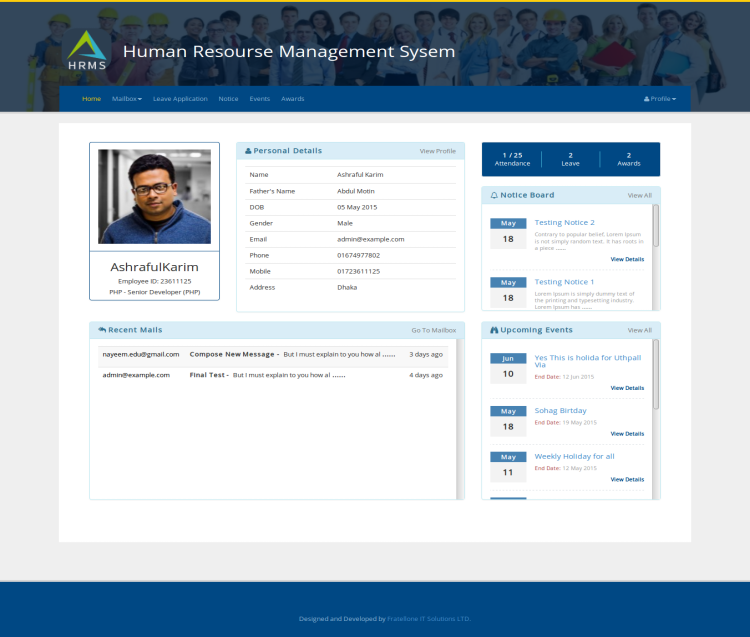 HRMS
Human Resourse Management Sysem
Home Mailbox Leave Application Notice Events Awards Profile
AshrafulKarim
Employee ID: 23611125
PHP - Senior Developer (PHP)
Personal Details View Profile
Name Ashraful Karim
Father's Name Abdul Motin
DOB 05 May 2015
Gender Male
Email admin@example.com
Phone 01674977802
Mobile 01723611125
Address Dhaka
1 / 25 2 2
Attendance Leave Awards
Notice Board View All
May
18
Testing Notice 2
Contrary to popular belief, Lorem Ipsum
is not simply random text. It has roots in
a piece ......
View Details
May
18
Testing Notice 1
Lorem Ipsum is simply dummy text of
the printing and typesetting industry.
Lorem Ipsum has ......
Recent Mails Go To Mailbox
nayeem.edu@gmail.com Compose New Message - But I must explain to you how al ...... 3 days ago
admin@example.com Final Test - But I must explain to you how al ...... 4 days ago
Upcoming Events View All
Jun
10
Yes This is holida for Uthpall
Via
End Date: 12 Jun 2015
View Details
May
18
Sohag Birtday
End Date: 19 May 2015
View Details
May
11
Weekly Holiday for all
End Date: 12 May 2015
View Details
Designed and Developed by Fratellone IT Solutions LTD.